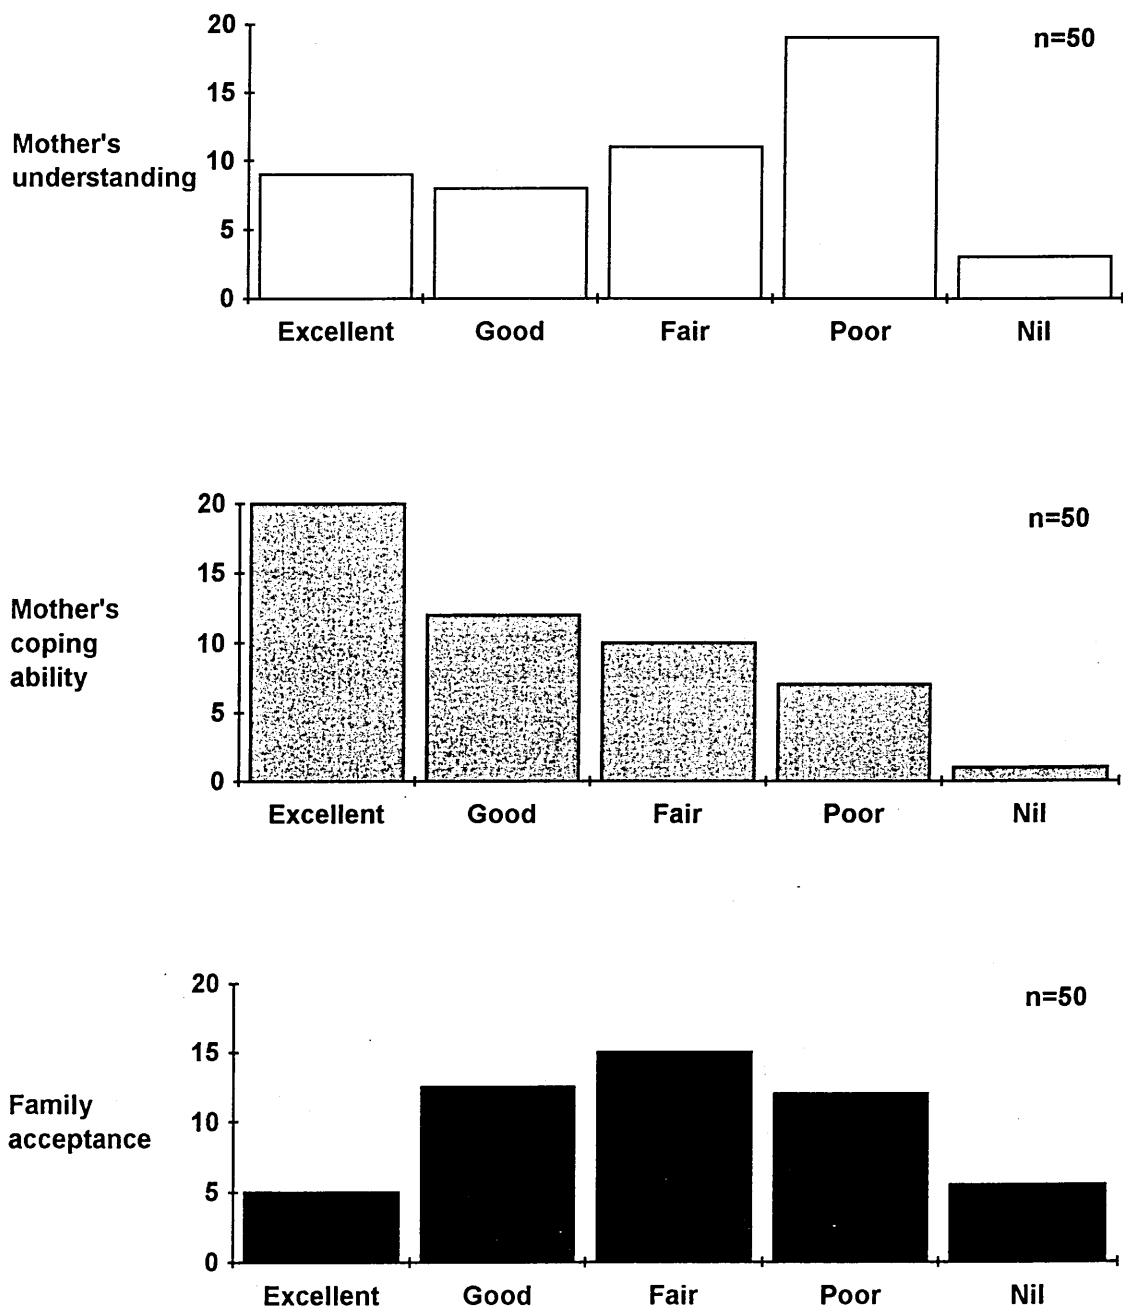 20
n=50
15
Mother's
understanding
10
5
0
Excellent Good Fair Poor Nil
20
n=50
15
Mother's
coping
ability
10
5
0
Excellent Good Fair Poor Nil
20
n=50
15
Family
acceptance
10
5
0
Excellent Good Fair Poor Nil